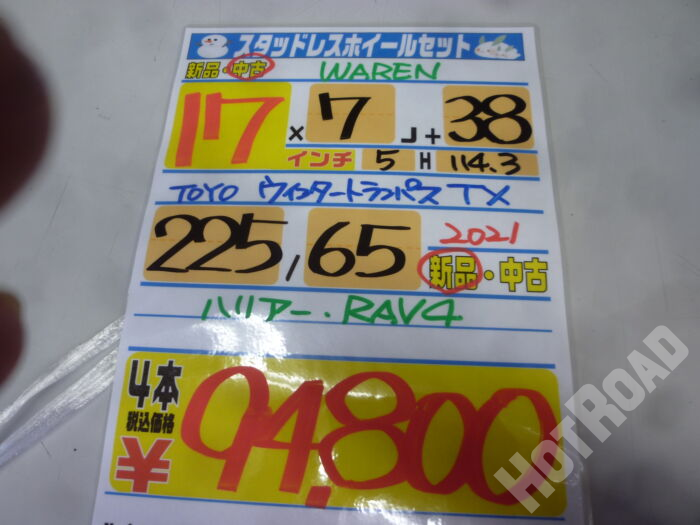 スタッドレスホイールセット
新品・中古 WAREN
17 x 7 J+ 38
インチ 5 H 114.3
TOYO ウィンタートランパス TX
225 / 65 2021
新品・中古
ハリアー・RAV4
4本
税込価格
¥ 94,800
HOTROAD